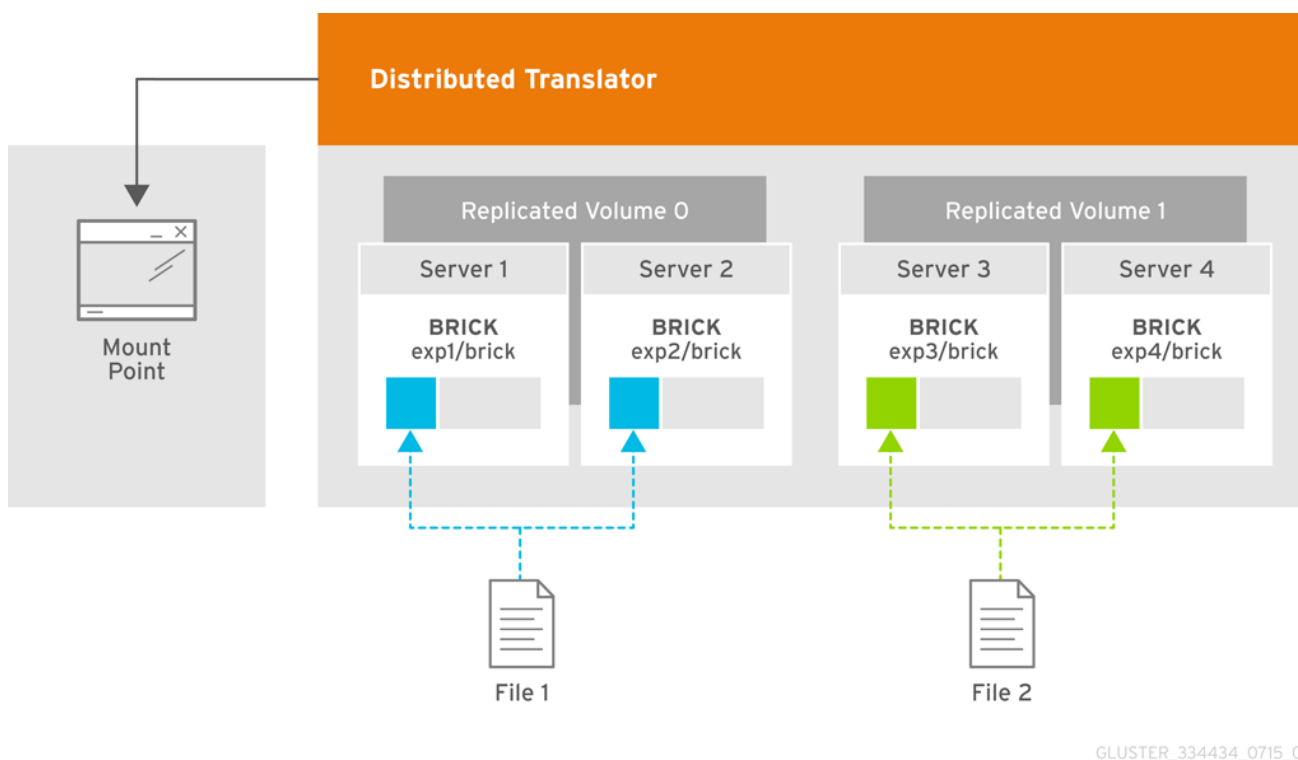 Distributed Translator
Mount
Point
Replicated Volume 0
Replicated Volume 1
Server 1
Server 2
Server 3
Server 4
BRICK
exp1/brick
BRICK
exp2/brick
BRICK
exp3/brick
BRICK
exp4/brick
File 1
File 2
GLUSTER_334434_0715_